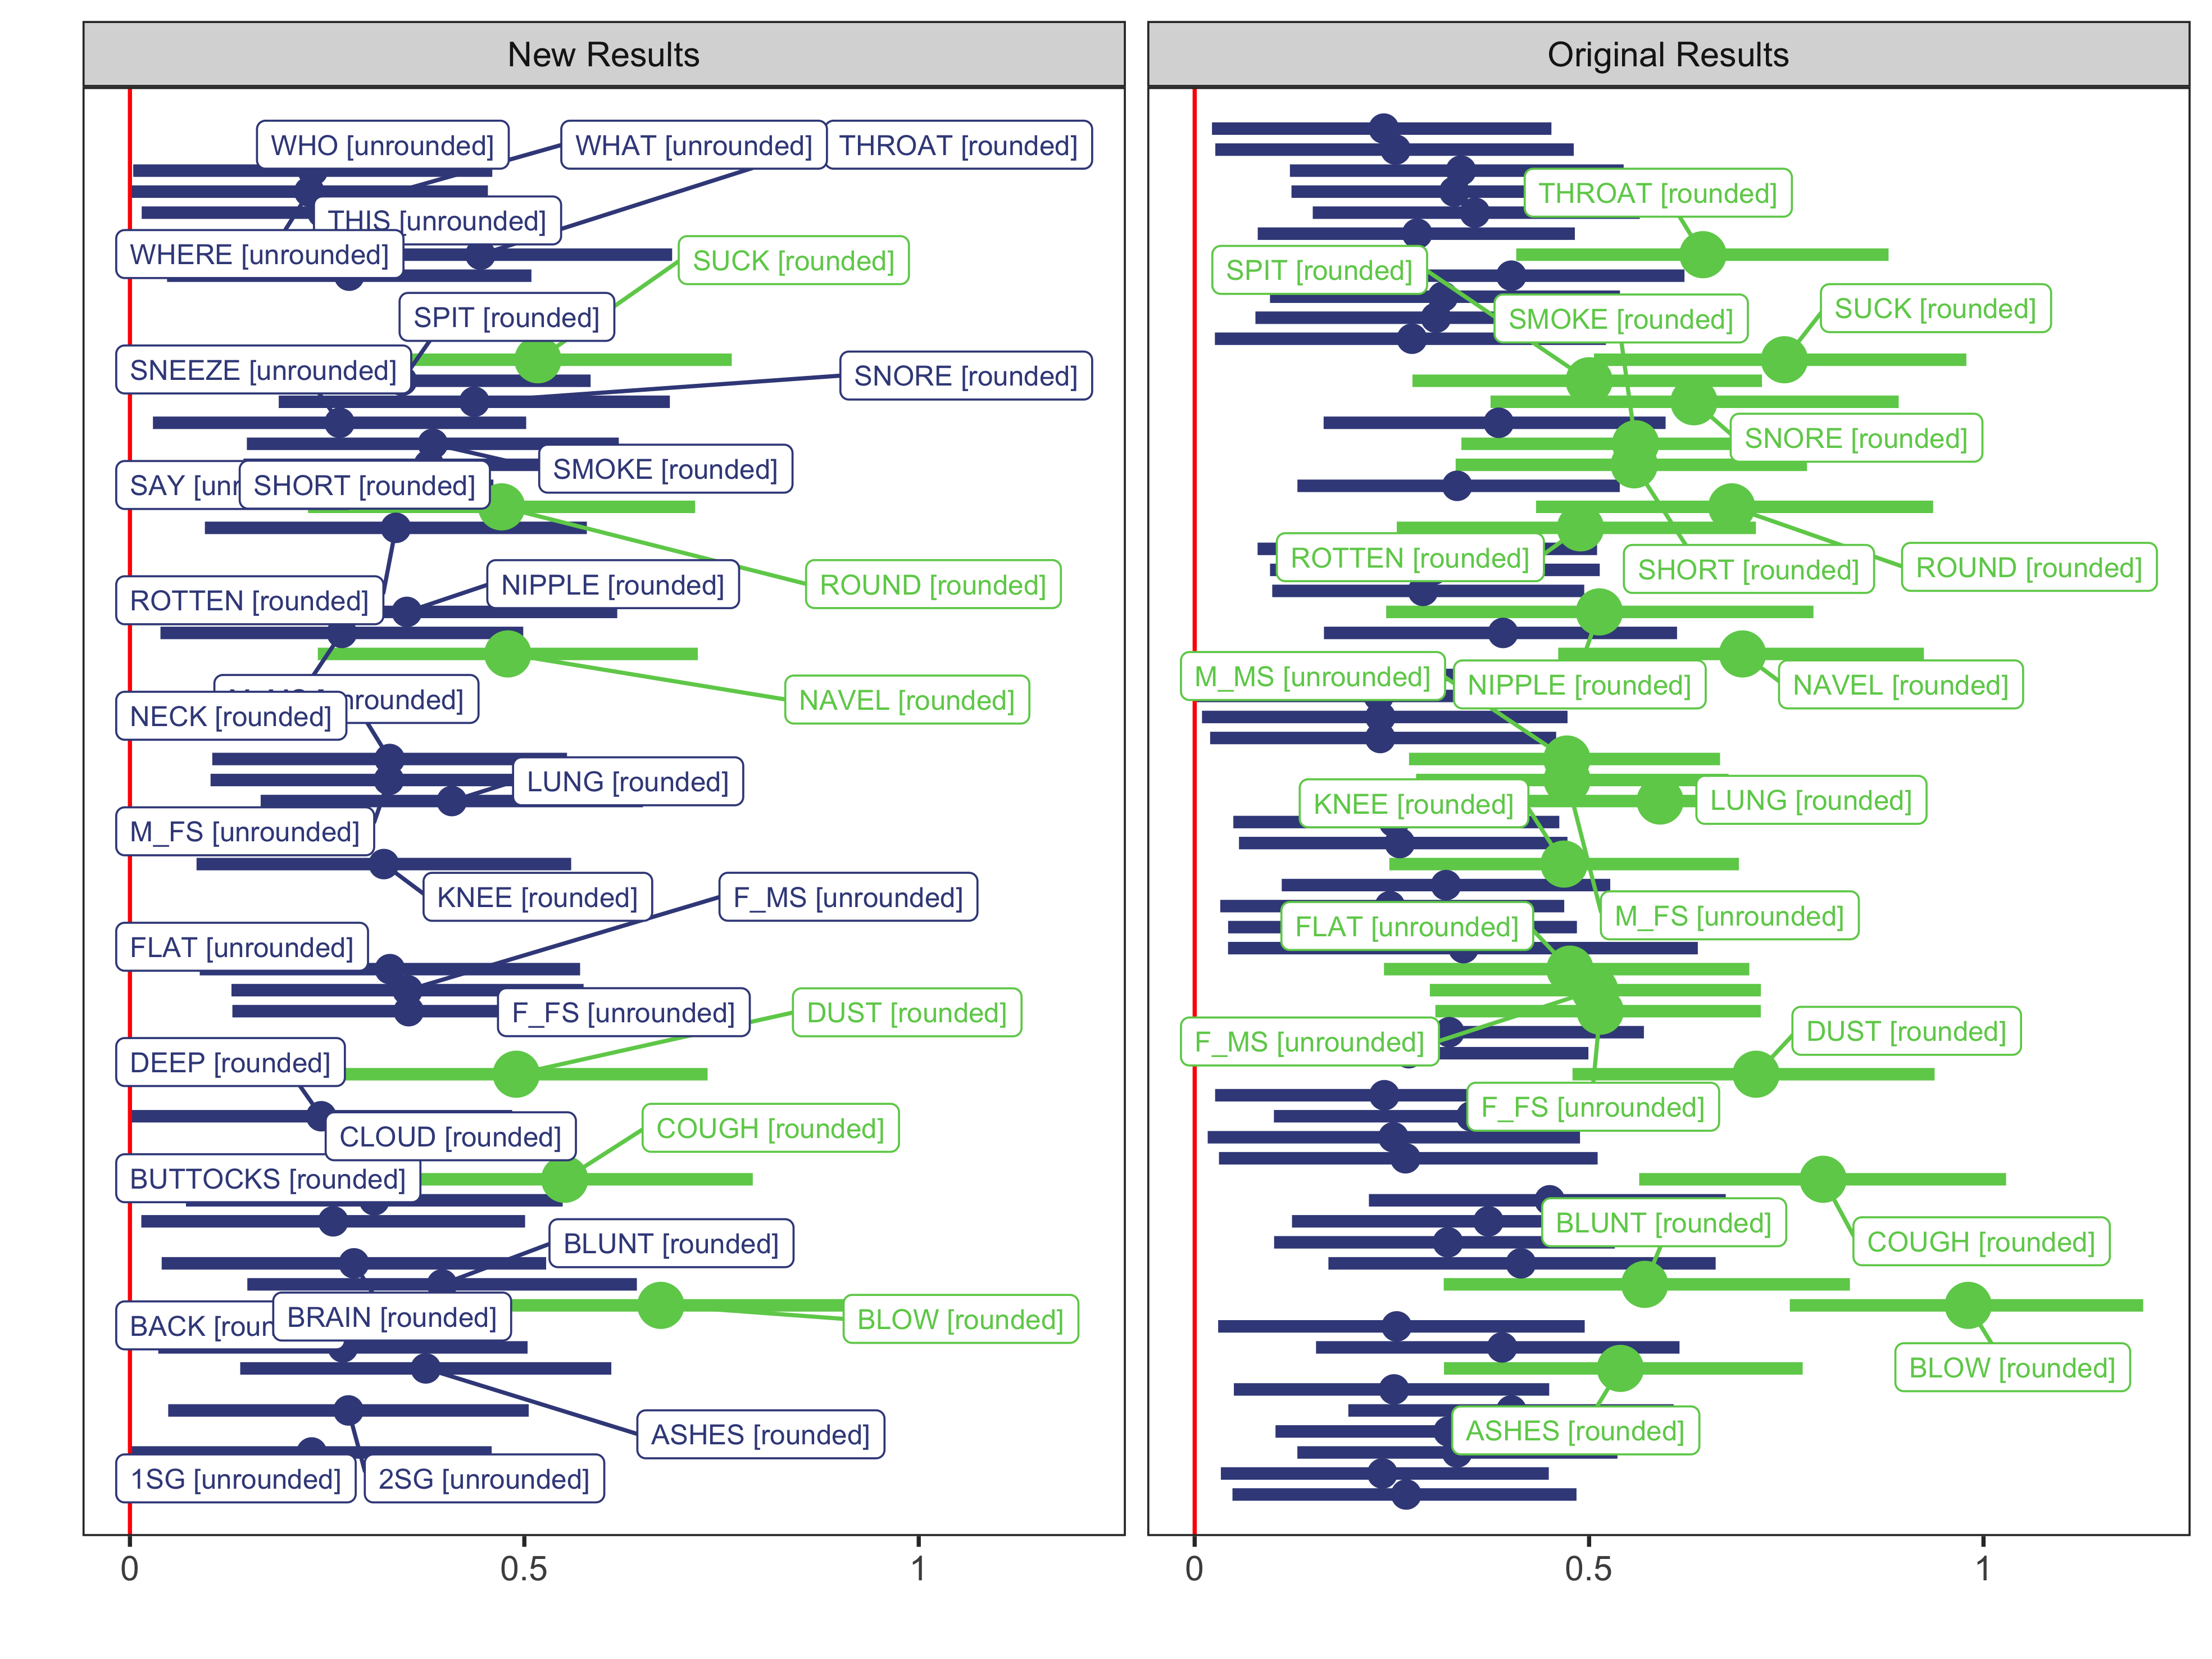 New Results
WHO [unrounded]
WHAT [unrounded]
THROAT [rounded]
THIS [unrounded]
WHERE [unrounded]
SUCK [rounded]
SPIT [rounded]
SNEEZE [unrounded]
SNORE [rounded]
SMOKE [rounded]
SAY [unr
SHORT [rounded]
NIPPLE [rounded]
ROUND [rounded]
ROTTEN [rounded]
nrounded]
NAVEL [rounded]
NECK [rounded]
LUNG [rounded]
M_FS [unrounded]
KNEE [rounded]
F_MS [unrounded]
FLAT [unrounded]
F_FS [unrounded]
DUST [rounded]
DEEP [rounded]
CLOUD [rounded]
COUGH [rounded]
BUTTOCKS [rounded]
BLUNT [rounded]
BACK [roun
BRAIN [rounded]
BLOW [rounded]
ASHES [rounded]
1SG [unrounded]
2SG [unrounded]
0
0.5
1
Original Results
THROAT [rounded]
SPIT [rounded]
SMOKE [rounded]
SUCK [rounded]
SNORE [rounded]
ROTTEN [rounded]
SHORT [rounded]
ROUND [rounded]
M_MS [unrounded]
NIPPLE [rounded]
NAVEL [rounded]
KNEE [rounded]
LUNG [rounded]
M_FS [unrounded]
FLAT [unrounded]
F_MS [unrounded]
DUST [rounded]
F_FS [unrounded]
BLUNT [rounded]
COUGH [rounded]
BLOW [rounded]
ASHES [rounded]
0
0.5
1